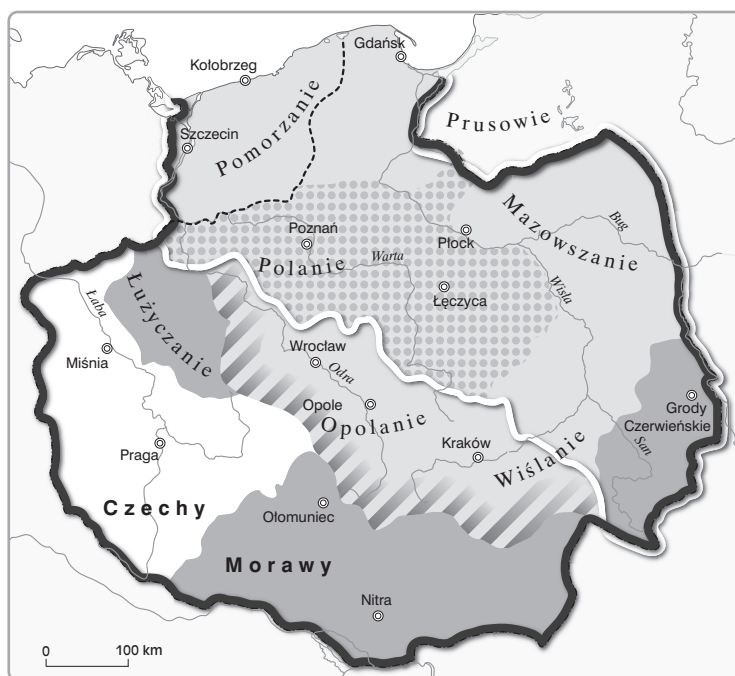 Gdańsk
Kołobrzeg
Prusowie
Szczecin
Pomorzanie
Mazowszanie
Bug
Poznań
Płock
Polanie
Warta
Wisła
Łęczyca
Łużyczanie
Łaba
Miśnia
Wrocław
Odra
Opole
Opolanie
Grody
Czerwieńskie
Kraków
San
Wiślanie
Praga
Czechy
Ołomuniec
Morawy
Nitra
0 100 km